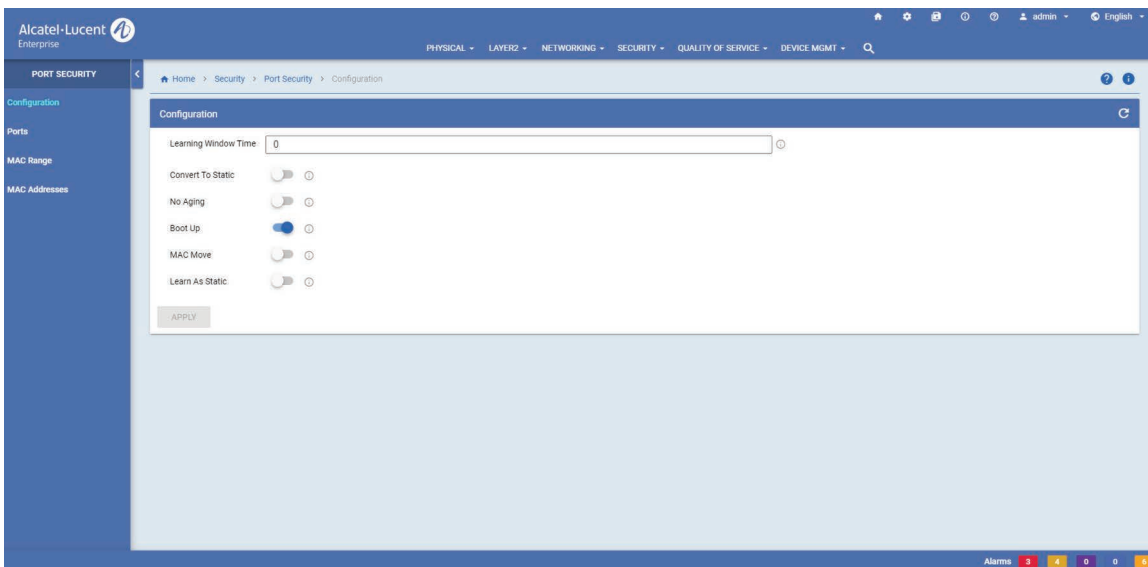 Alcatel·Lucent
Enterprise
admin
English
PHYSICAL
LAYER2
NETWORKING
SECURITY
QUALITY OF SERVICE
DEVICE MGMT
PORT SECURITY
Home > Security > Port Security > Configuration
Configuration
Ports
MAC Range
MAC Addresses
Configuration
Learning Window Time 0
Convert To Static
No Aging
Boot Up
MAC Move
Learn As Static
APPLY
Alarms 3 4 0 0 6